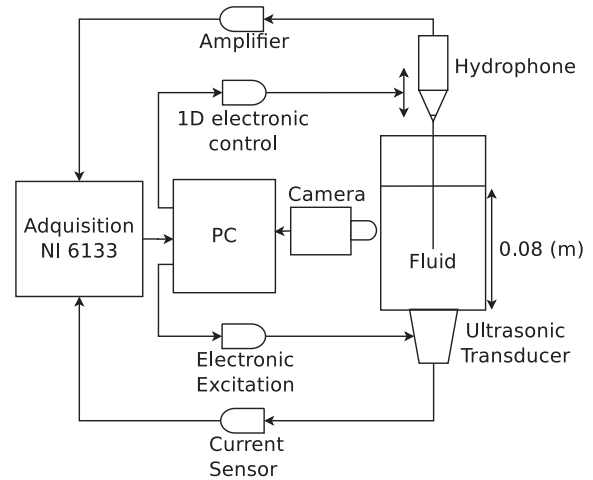 Amplifier
Hydrophone
1D electronic
control
Camera
Adquisition
NI 6133
PC
Fluid
0.08 (m)
Ultrasonic
Transducer
Electronic
Excitation
Current
Sensor